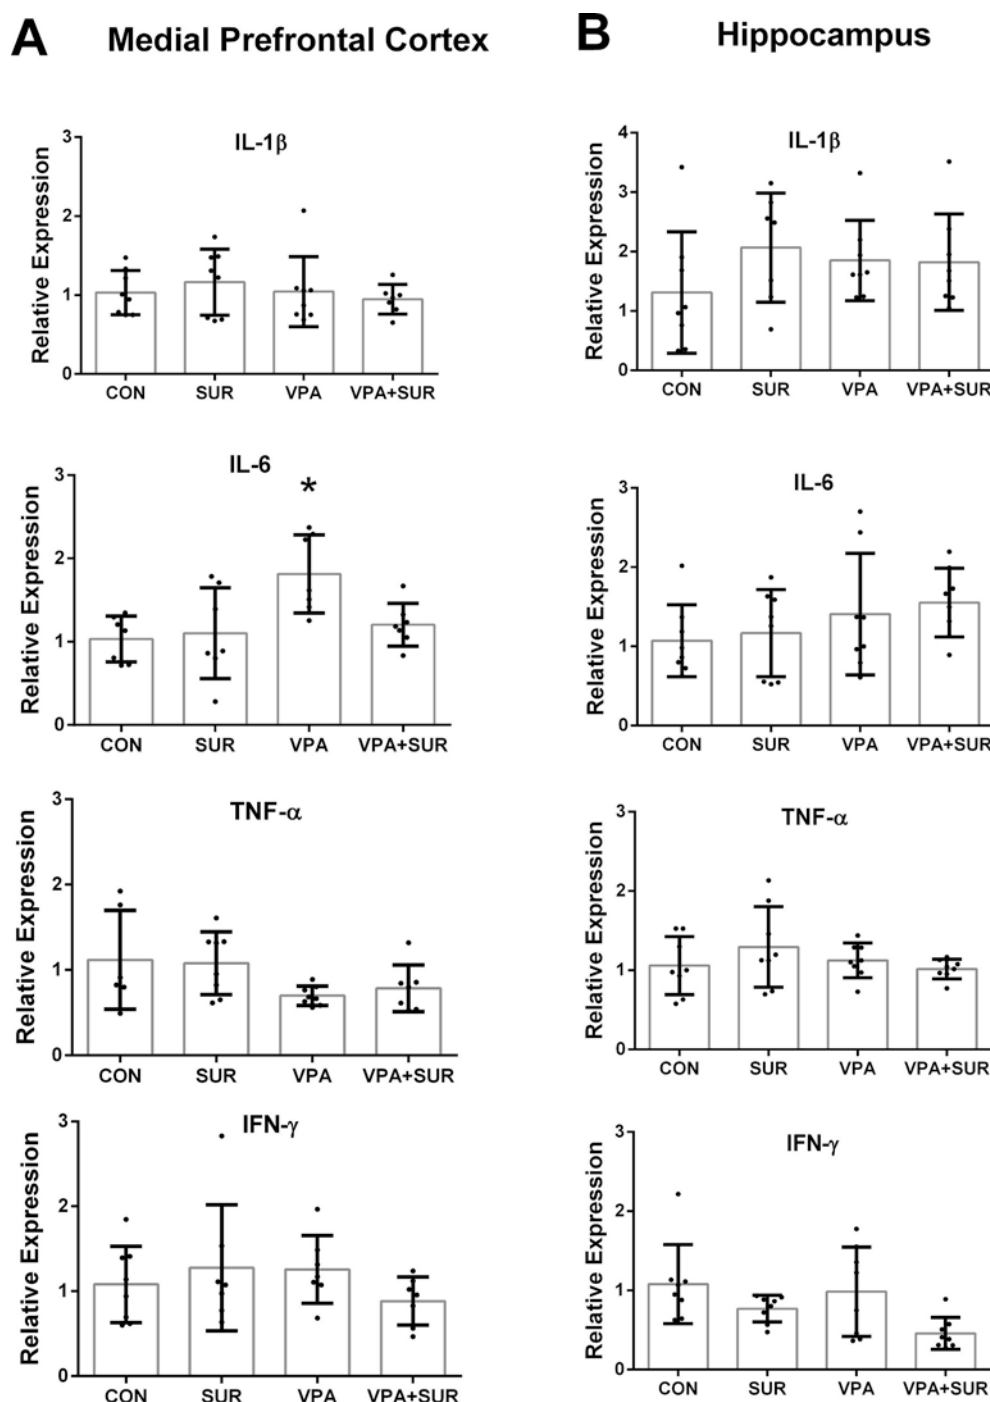 A Medial Prefrontal Cortex
IL-1β
Relative Expression
3
2
1
0
CON SUR VPA VPA+SUR
IL-6
Relative Expression
3
2
1
0
*
CON SUR VPA VPA+SUR
TNF-α
Relative Expression
3
2
1
0
CON SUR VPA VPA+SUR
IFN-γ
Relative Expression
3
2
1
0
CON SUR VPA VPA+SUR
B Hippocampus
IL-1β
Relative Expression
4
3
2
1
0
CON SUR VPA VPA+SUR
IL-6
Relative Expression
3
2
1
0
CON SUR VPA VPA+SUR
TNF-α
Relative Expression
3
2
1
0
CON SUR VPA VPA+SUR
IFN-γ
Relative Expression
3
2
1
0
CON SUR VPA VPA+SUR